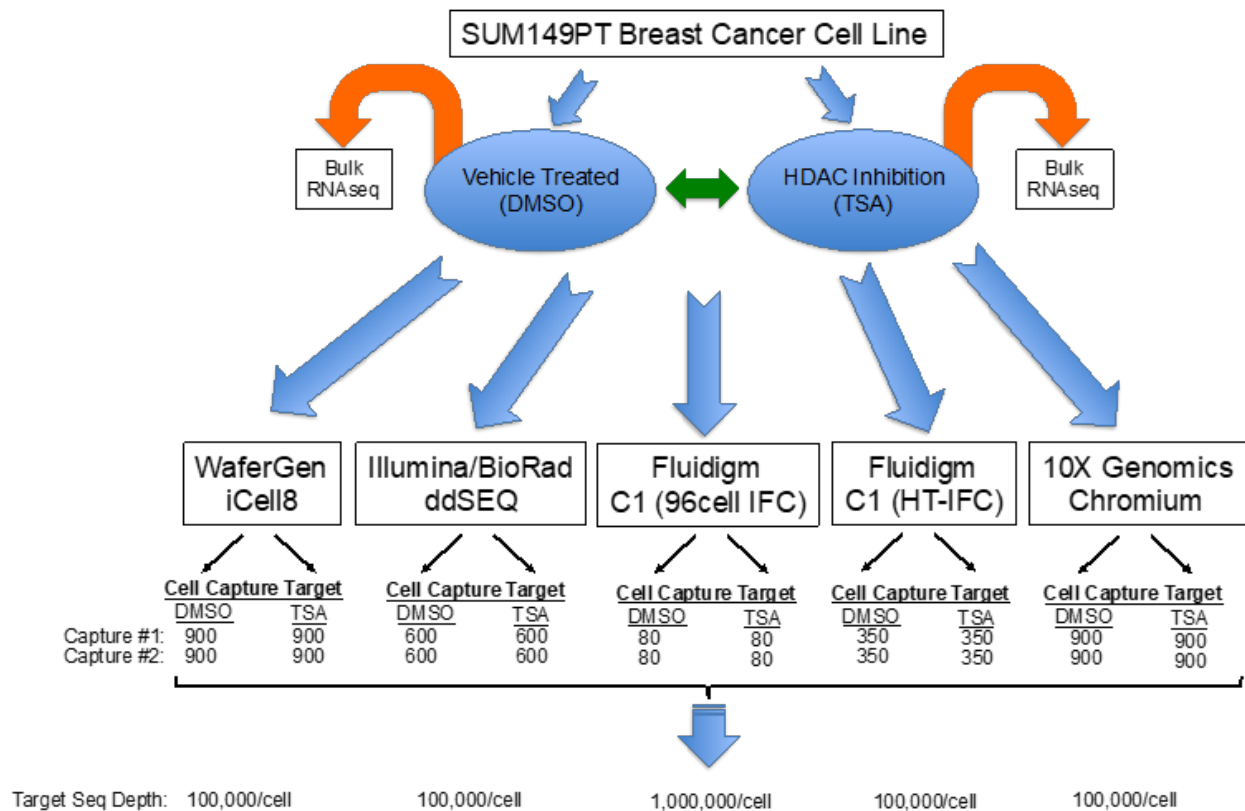 SUM149PT Breast Cancer Cell Line
Bulk
RNAseq
Vehicle Treated
(DMSO)
HDAC Inhibition
(TSA)
Bulk
RNAseq
WaferGen
iCell8
Illumina/BioRad
ddSEQ
Fluidigm
C1 (96cell IFC)
Fluidigm
C1 (HT-IFC)
10X Genomics
Chromium
Cell Capture Target Cell Capture Target Cell Capture Target Cell Capture Target Cell Capture Target
DMSO TSA DMSO TSA DMSO TSA DMSO TSA DMSO TSA
Capture #1: 900 900 600 600 80 80 350 350 900 900
Capture #2: 900 900 600 600 80 80 350 350 900 900
Target Seq Depth: 100,000/cell 100,000/cell 1,000,000/cell 100,000/cell 100,000/cell